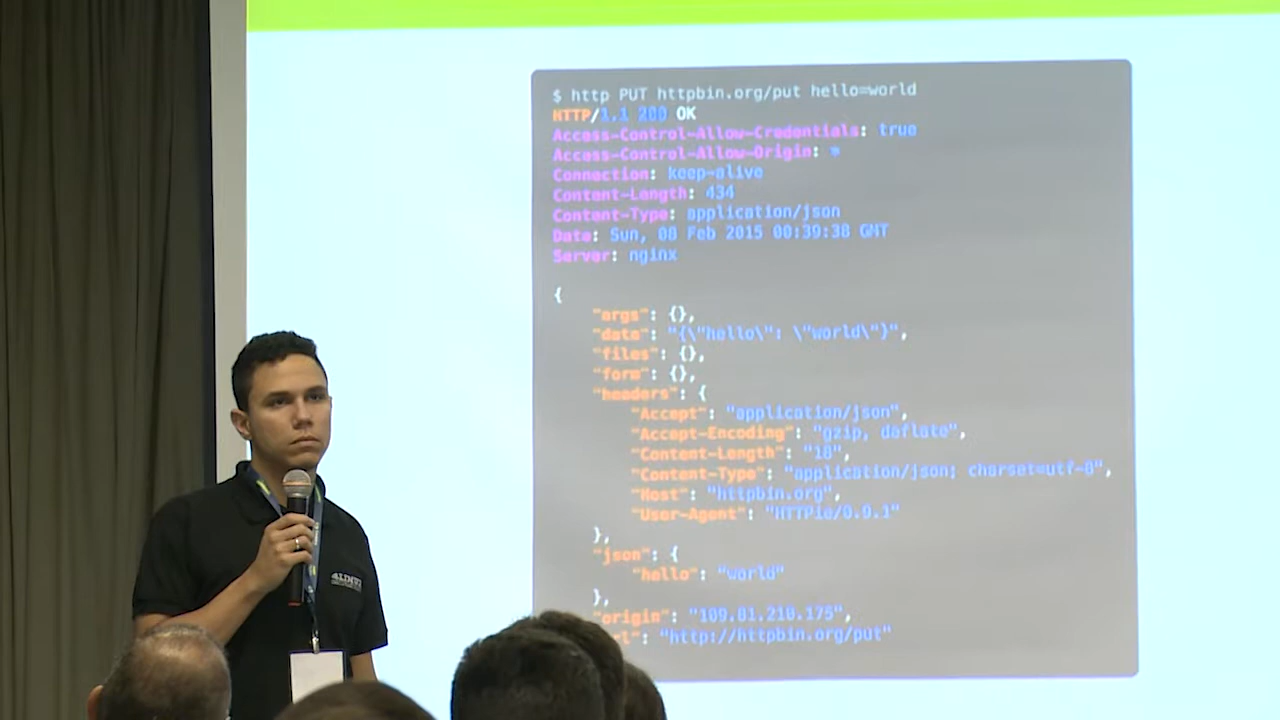 $ http PUT httpbin.org/put hello=world
HTTP/1.1 200 OK
Access-Control-Allow-Credentials: true
Access-Control-Allow-Origin: *
Connection: keep-alive
Content-Length: 434
Content-Type: application/json
Date: Sun, 08 Feb 2015 00:39:38 GMT
Server: nginx
{
"args": {},
"data": "{\"hello\": \"world\"}",
"files": {},
"form": {},
"headers": {
"Accept": "application/json",
"Accept-Encoding": "gzip, deflate",
"Content-Length": "18",
"Content-Type": "application/json; charset=utf-8",
"Host": "httpbin.org",
"User-Agent": "HTTPie/0.9.1"
},
"json": {
"hello": "world"
},
"origin": "109.81.210.175",
rl": "http://httpbin.org/put"